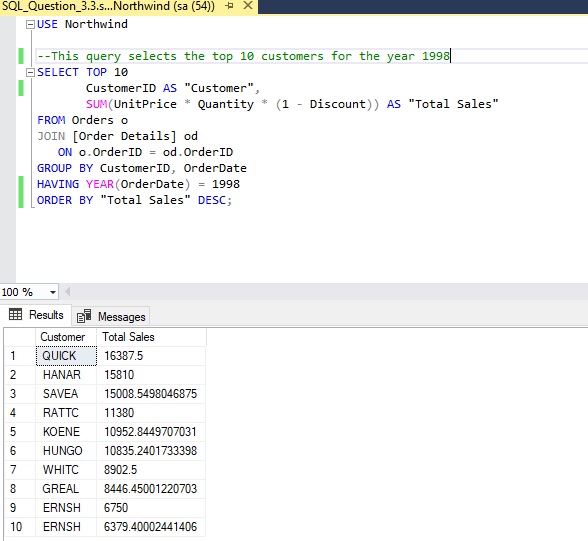 SQL_Question_3.3.s...Northwind (sa (54))
USE Northwind
--This query selects the top 10 customers for the year 1998
SELECT TOP 10
CustomerID AS "Customer",
SUM(UnitPrice * Quantity * (1 - Discount)) AS "Total Sales"
FROM Orders o
JOIN [Order Details] od
ON o.OrderID = od.OrderID
GROUP BY CustomerID, OrderDate
HAVING YEAR(OrderDate) = 1998
ORDER BY "Total Sales" DESC;
100 %
Results Messages
Customer Total Sales
1 QUICK 16387.5
2 HANAR 15810
3 SAVEA 15008.5498046875
4 RATTC 11380
5 KOENE 10952.8449707031
6 HUNGO 10835.2401733398
7 WHITC 8902.5
8 GREAL 8446.45001220703
9 ERNSH 6750
10 ERNSH 6379.40002441406